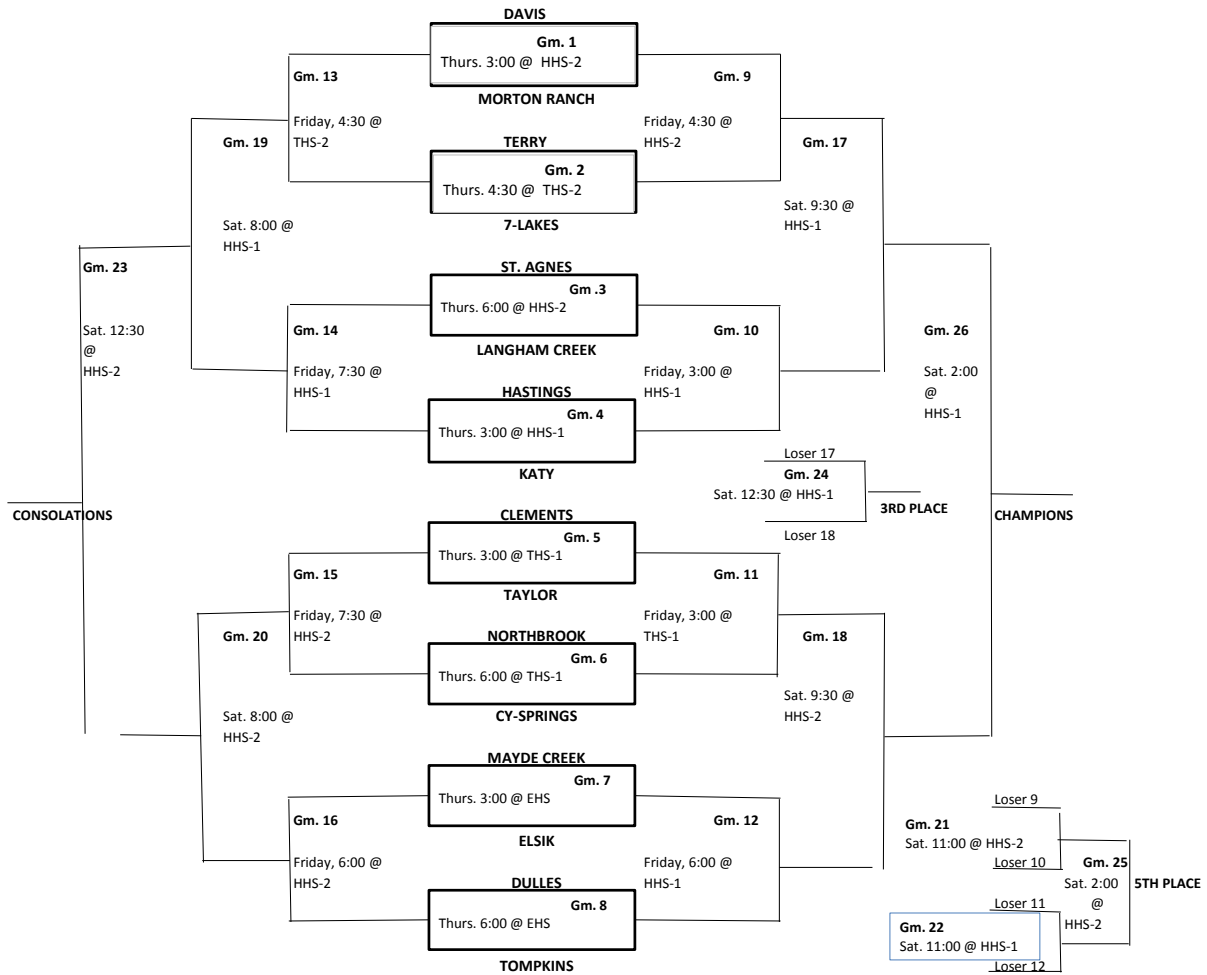 DAVIS
Gm. 1
Thurs. 3:00 @ HHS-2
MORTON RANCH
Gm. 13
Gm. 9
Friday, 4:30 @
THS-2
Friday, 4:30 @
HHS-2
Gm. 19
TERRY
Gm. 17
Gm. 2
Thurs. 4:30 @ THS-2
7-LAKES
Sat. 8:00 @
HHS-1
Sat. 9:30 @
HHS-1
Gm. 23
ST. AGNES
Gm .3
Thurs. 6:00 @ HHS-2
LANGHAM CREEK
Sat. 12:30
@
HHS-2
Gm. 14
Gm. 10
Gm. 26
Friday, 7:30 @
HHS-1
Friday, 3:00 @
HHS-1
Sat. 2:00
@
HHS-1
HASTINGS
Gm. 4
Thurs. 3:00 @ HHS-1
KATY
Loser 17
Gm. 24
Sat. 12:30 @ HHS-1
3RD PLACE
Loser 18
CONSOLATIONS
CHAMPIONS
CLEMENTS
Gm. 5
Thurs. 3:00 @ THS-1
TAYLOR
Gm. 15
Gm. 11
Friday, 7:30 @
HHS-2
Friday, 3:00 @
THS-1
Gm. 20
NORTHBROOK
Gm. 18
Gm. 6
Thurs. 6:00 @ THS-1
CY-SPRINGS
Sat. 8:00 @
HHS-2
Sat. 9:30 @
HHS-2
MAYDE CREEK
Gm. 7
Thurs. 3:00 @ EHS
ELSIK
Gm. 16
Gm. 12
Friday, 6:00 @
HHS-2
Friday, 6:00 @
HHS-1
DULLES
Gm. 8
Thurs. 6:00 @ EHS
TOMPKINS
Loser 9
Gm. 21
Sat. 11:00 @ HHS-2
Loser 10
Gm. 25
Sat. 2:00
@
HHS-2
5TH PLACE
Loser 11
Gm. 22
Sat. 11:00 @ HHS-1
Loser 12